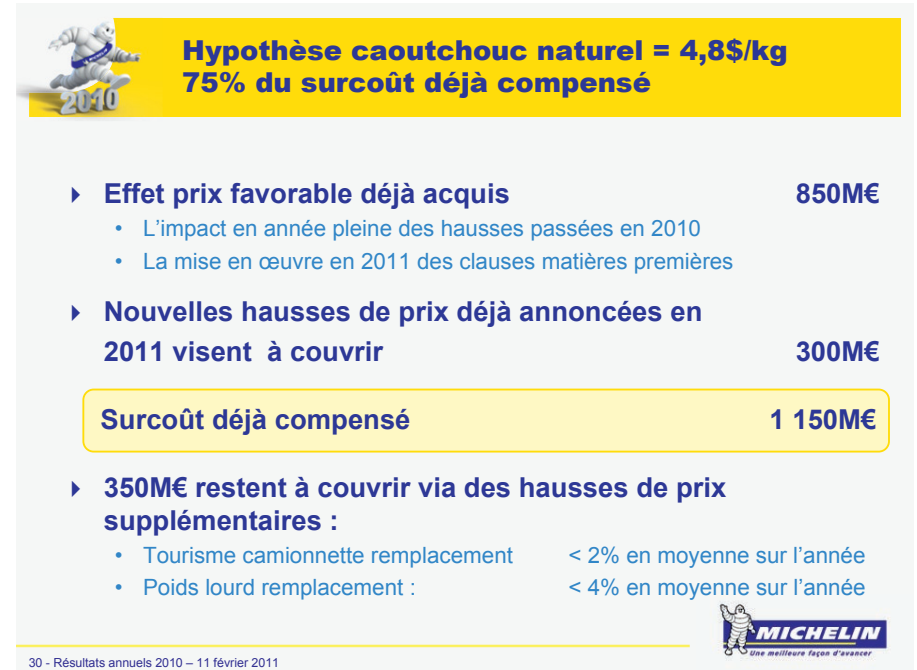 2010
Hypothèse caoutchouc naturel = 4,8$/kg
75% du surcoût déjà compensé
Effet prix favorable déjà acquis 850M€
• L'impact en année pleine des hausses passées en 2010
• La mise en œuvre en 2011 des clauses matières premières
Nouvelles hausses de prix déjà annoncées en
2011 visent à couvrir 300M€
Surcoût déjà compensé 1 150M€
350M€ restent à couvrir via des hausses de prix
supplémentaires :
• Tourisme camionnette remplacement < 2% en moyenne sur l'année
• Poids lourd remplacement : < 4% en moyenne sur l'année
MICHELIN
Une meilleure façon d'avancer
30 - Résultats annuels 2010 – 11 février 2011